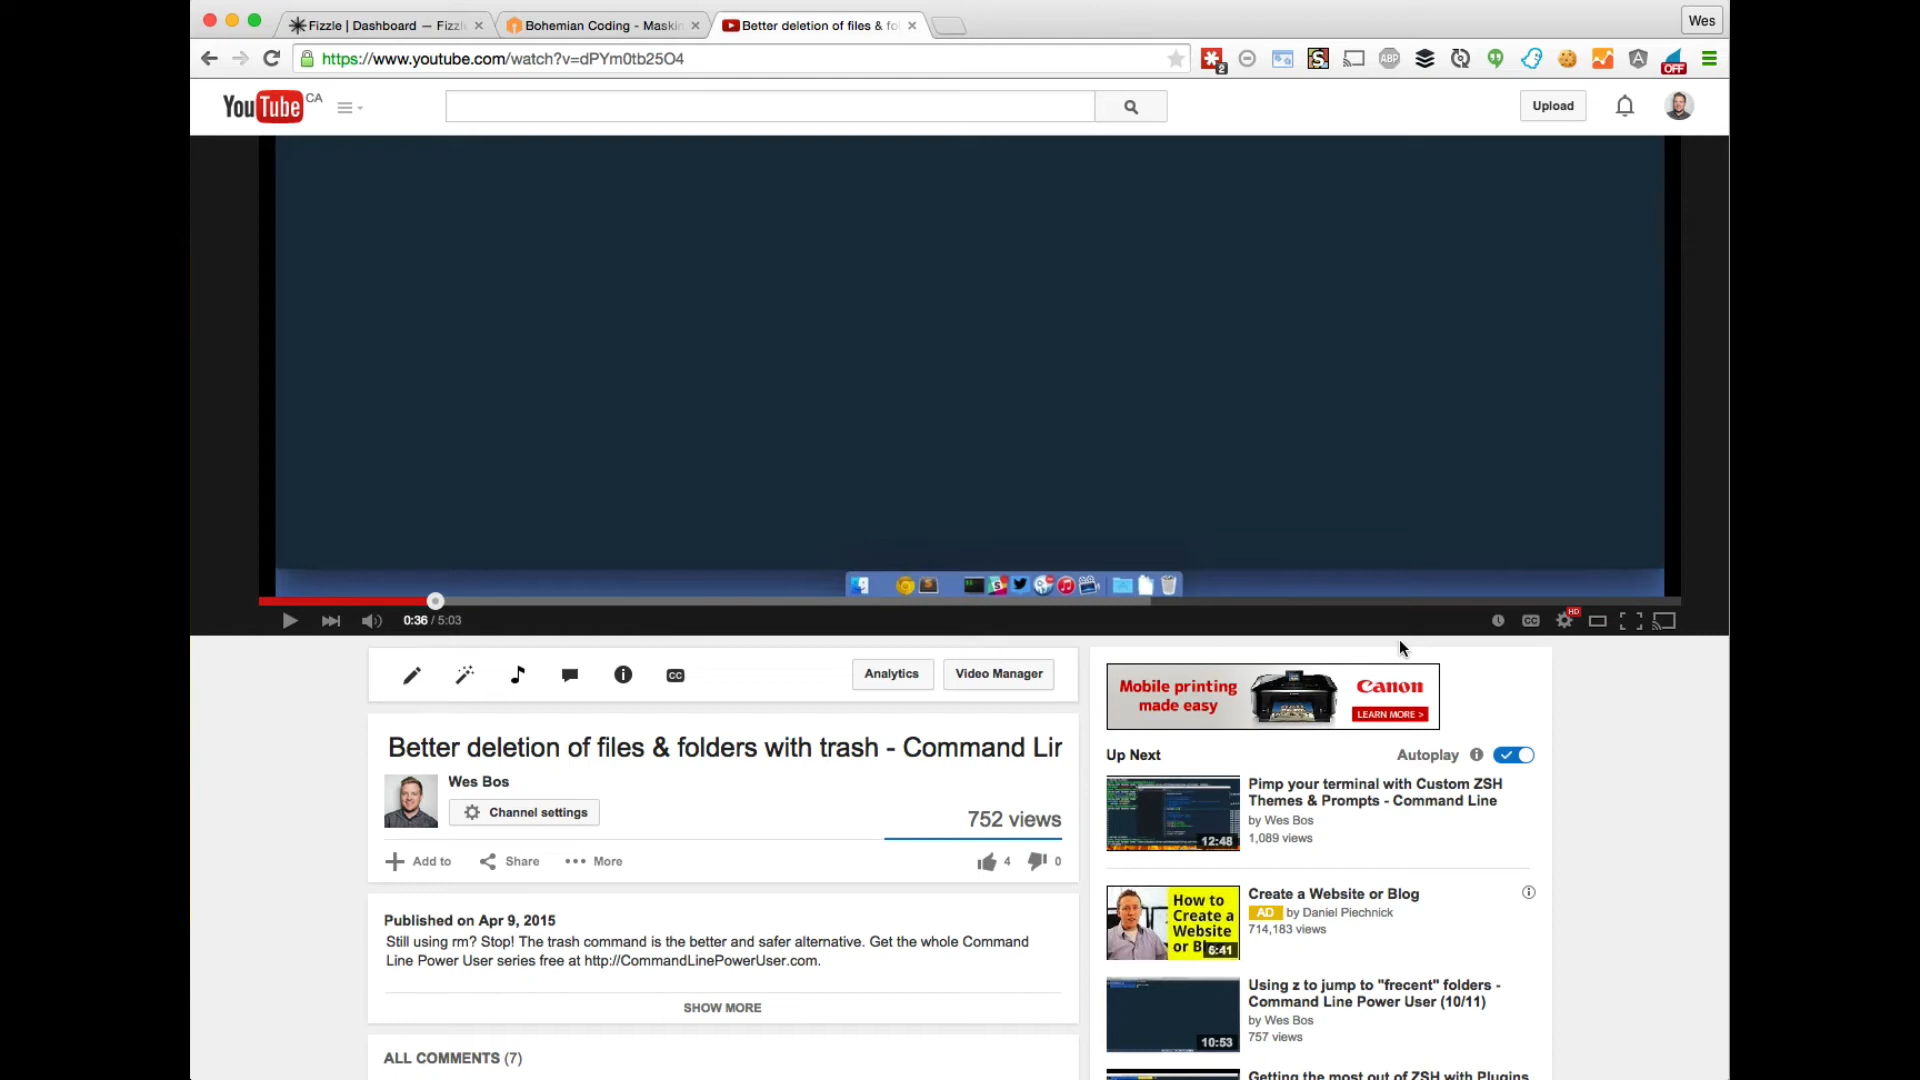 Fizzle | Dashboard — Fizzl
Bohemian Coding - Maskin
Better deletion of files & fo
Wes
https://www.youtube.com/watch?v=dPYm0tb25O4
2
ABP
OFF
YouTube CA
Upload
0:36 / 5:03
CC
HD
CC
Analytics
Video Manager
Better deletion of files & folders with trash - Command Lin
Wes Bos
Channel settings
752 views
Add to
Share
More
4
0
Published on Apr 9, 2015
Still using rm? Stop! The trash command is the better and safer alternative. Get the whole Command
Line Power User series free at http://CommandLinePowerUser.com.
SHOW MORE
ALL COMMENTS (7)
Mobile printing
made easy
Canon
LEARN MORE >
Up Next
Autoplay
Pimp your terminal with Custom ZSH
Themes & Prompts - Command Line
by Wes Bos
1,089 views
12:48
Create a Website or Blog
AD by Daniel Piechnick
714,183 views
How to
Create a
Website
or Bl
6:41
Using z to jump to "frecent" folders -
Command Line Power User (10/11)
by Wes Bos
757 views
10:53
Getting the most out of ZSH with Plugins